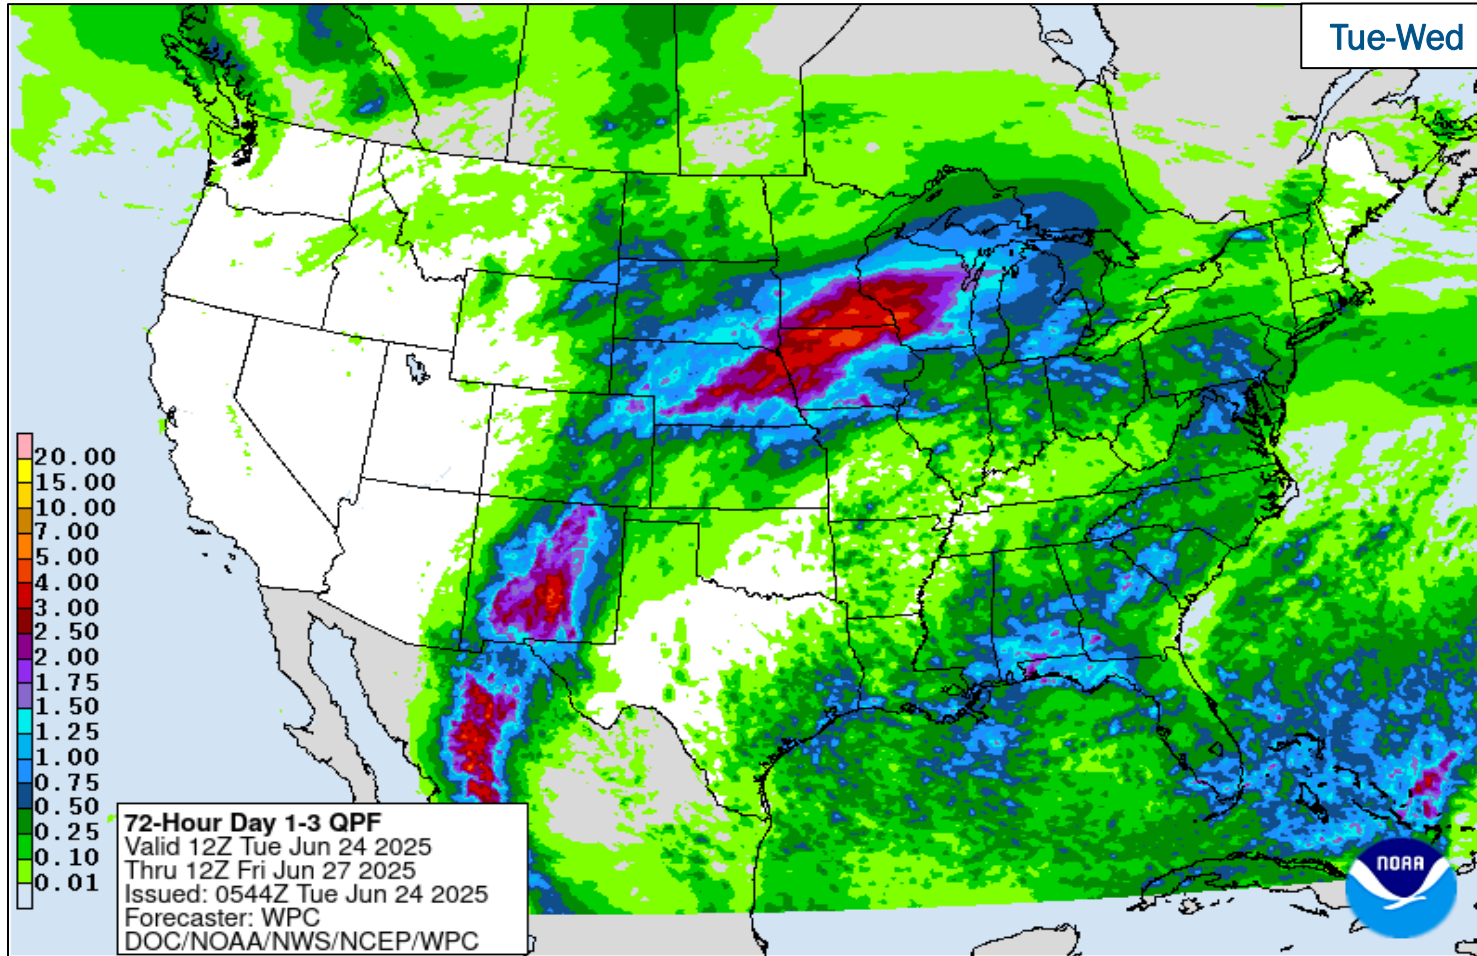 Tue-Wed
20.00
15.00
10.00
7.00
5.00
4.00
3.00
2.50
2.00
1.75
1.50
1.25
1.00
0.75
0.50
0.25
0.10
0.01
72-Hour Day 1-3 QPF
Valid 12Z Tue Jun 24 2025
Thru 12Z Fri Jun 27 2025
Issued: 0544Z Tue Jun 24 2025
Forecaster: WPC
DOC/NOAA/NWS/NCEP/WPC
NOAA